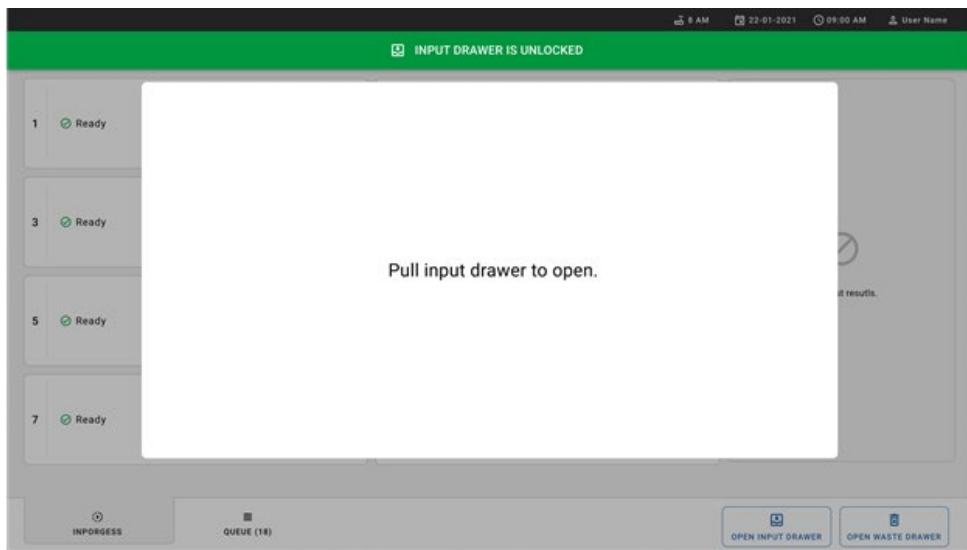 8 AM 22-01-2021 09:00 AM User Name
INPUT DRAWER IS UNLOCKED
1 Ready
3 Ready
Pull input drawer to open.
t resutls.
5 Ready
7 Ready
INPORGESS
QUEUE (18)
OPEN INPUT DRAWER
OPEN WASTE DRAWER